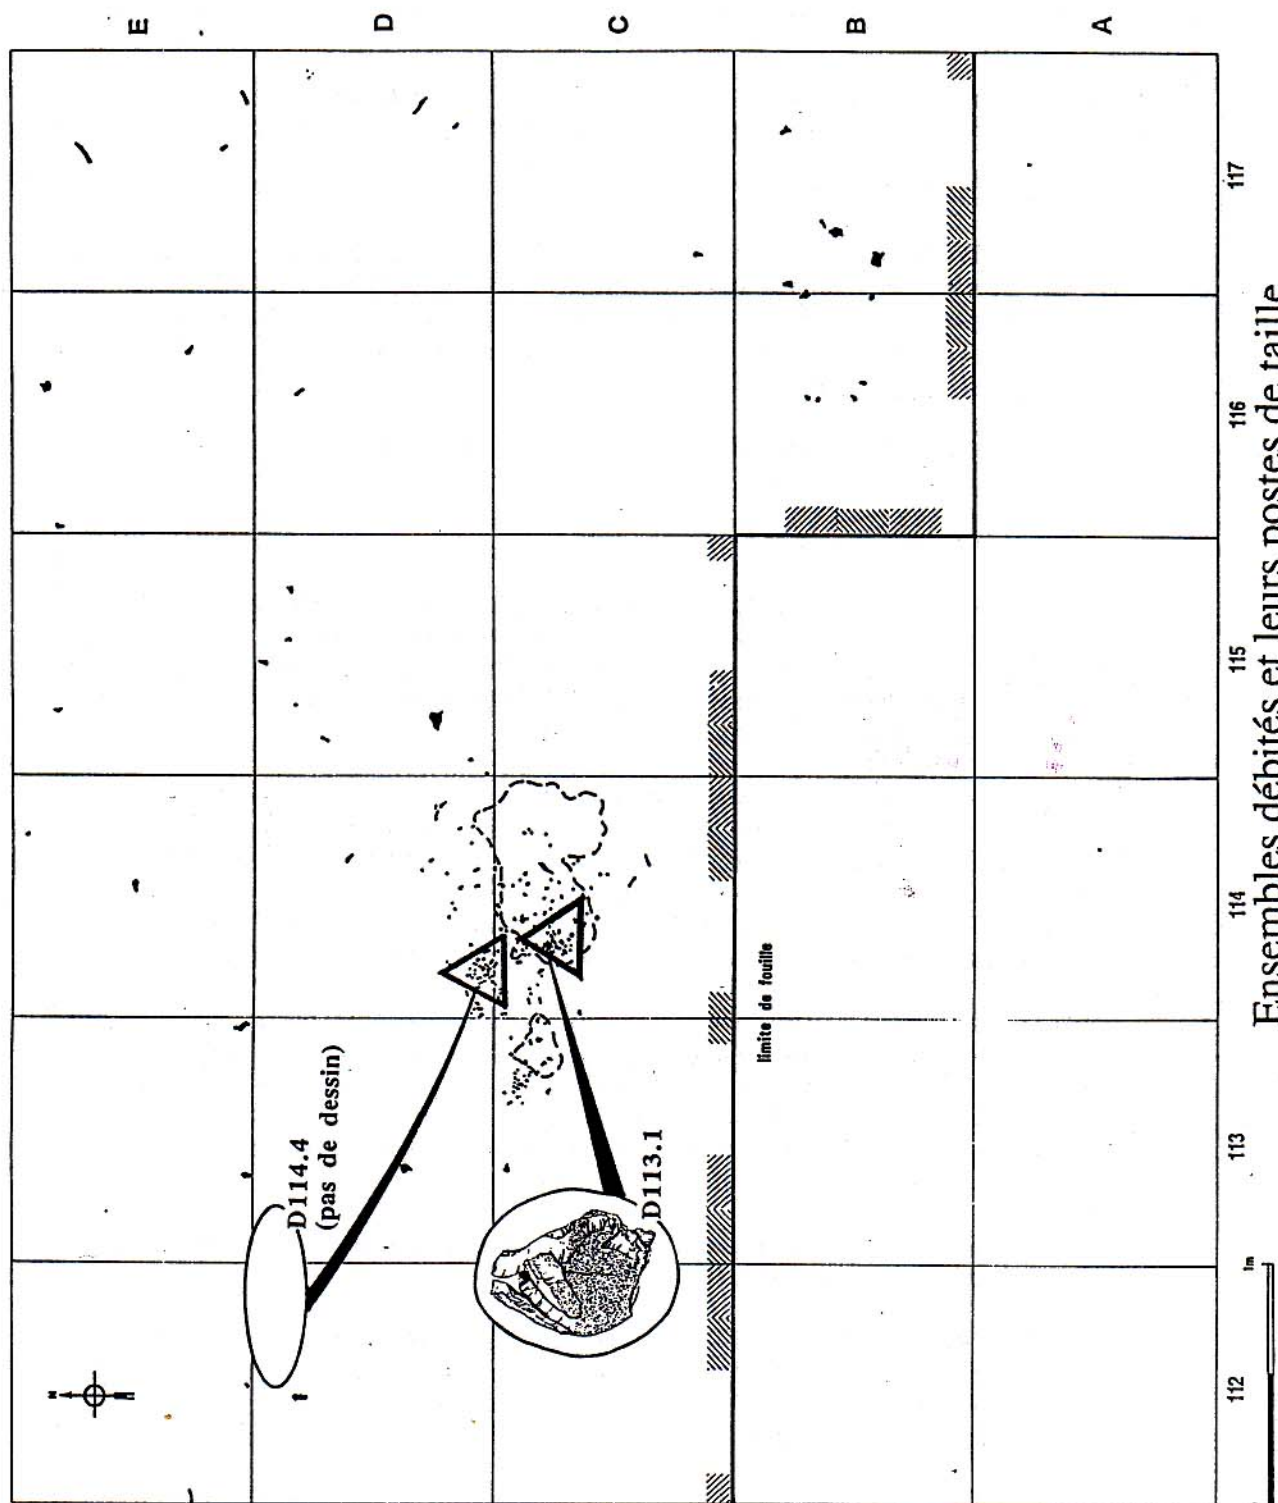 E
D
C
B
A
D114.4
(pas de dessin)
D113.1
limite de fouille
112
113
114
115
116
117
1m
N
Ensembles débités et leurs postes de taille